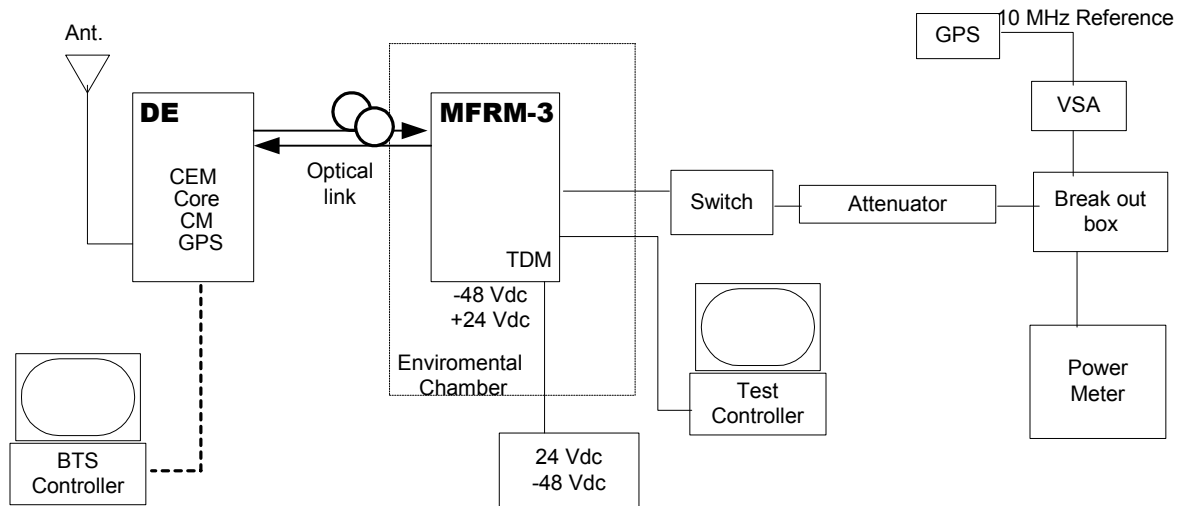 Ant.
DE
CEM
Core
CM
GPS
Optical
link
MFRM-3
TDM
-48 Vdc
+24 Vdc
Enviromental
Chamber
24 Vdc
-48 Vdc
BTS
Controller
Test
Controller
Switch
Attenuator
GPS
10 MHz Reference
VSA
Break out
box
Power
Meter